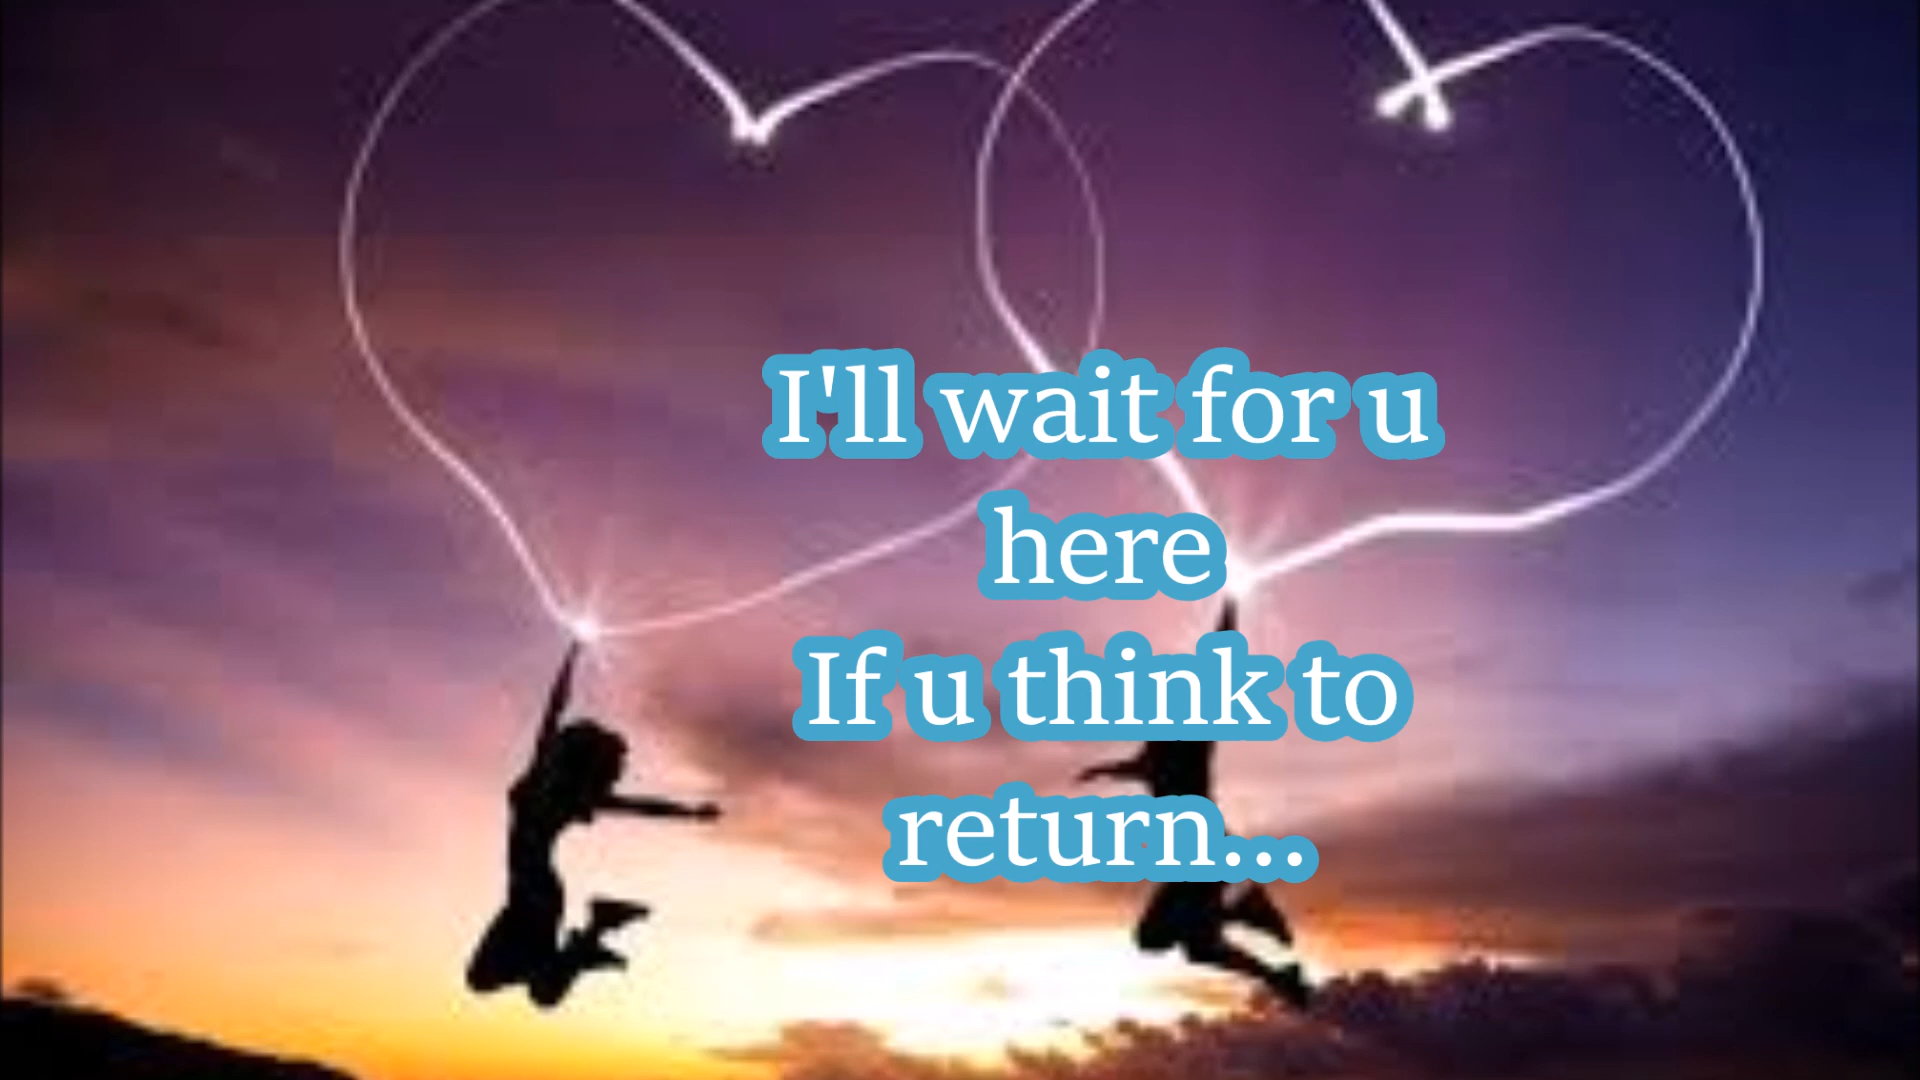 I'll wait for u
here
If u think to
return...